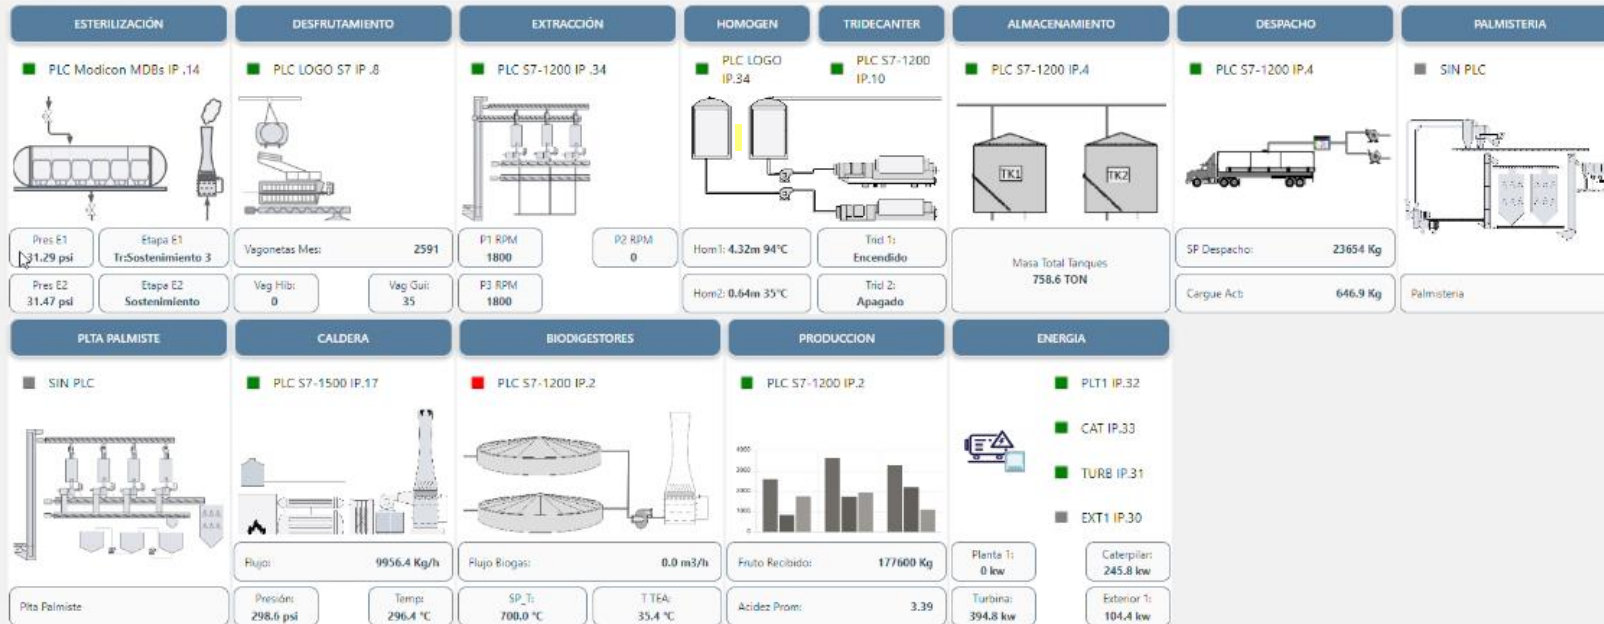 ESTERILIZACIÓN
PLC Modicon MDBs IP .14
Pres E1
31.29 psi
Etapa E1
Tr:Sostenimiento 3
Pres E2
31.47 psi
Etapa E2
Sostenimiento
DESFRUTAMIENTO
PLC LOGO S7 IP .8
Vagonetas Mes: 2591
Vag Hib:
0
Vag Gui:
35
EXTRACCIÓN
PLC S7-1200 IP .34
P1 RPM
1800
P2 RPM
0
P3 RPM
1800
HOMOGEN
PLC LOGO
IP.34
Hom1: 4.32m 94°C
Hom2: 0.64m 35°C
TRIDECANTER
PLC S7-1200
IP.10
Trid 1:
Encendido
Trid 2:
Apagado
ALMACENAMIENTO
PLC S7-1200 IP.4
TK1
TK2
Masa Total Tanques
758.6 TON
DESPACHO
PLC S7-1200 IP.4
SP Despacho: 23654 Kg
Cargue Act: 646.9 Kg
PALMISTERIA
SIN PLC
Palmisteria
PLTA PALMISTE
SIN PLC
Plta Palmiste
CALDERA
PLC S7-1500 IP.17
Flujo: 9956.4 Kg/h
Presión:
298.6 psi
Temp:
296.4 °C
BIODIGESTORES
PLC S7-1200 IP.2
Flujo Biogas: 0.0 m3/h
SP_T:
700.0 °C
T TEA:
35.4 °C
PRODUCCION
PLC S7-1200 IP.2
4000
3000
2000
1000
0
Fruto Recibido: 177600 Kg
Acidez Prom: 3.39
ENERGIA
PLT1 IP.32
CAT IP.33
TURB IP.31
EXT1 IP.30
Planta 1:
0 kw
Caterpilar:
245.8 kw
Turbina:
394.8 kw
Exterior 1:
104.4 kw